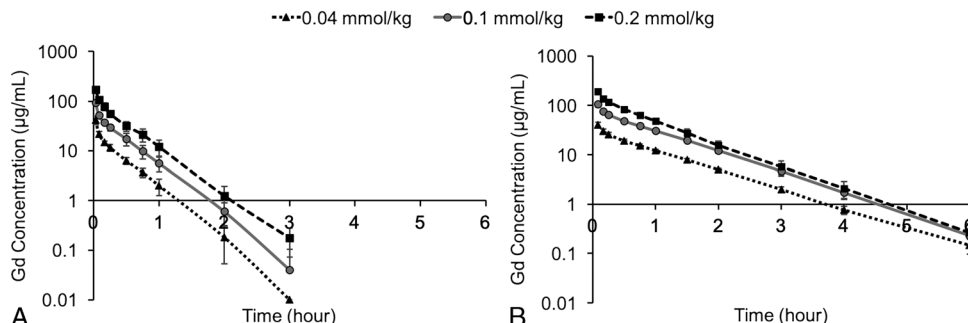 0.04 mmol/kg 0.1 mmol/kg 0.2 mmol/kg
Gd Concentration (µg/mL)
1000
100
10
1
0.1
0.01
0 1 2 3 4 5 6
Time (hour)
A
Gd Concentration (µg/mL)
1000
100
10
1
0.1
0.01
0 1 2 3 4 5 6
Time (hour)
B